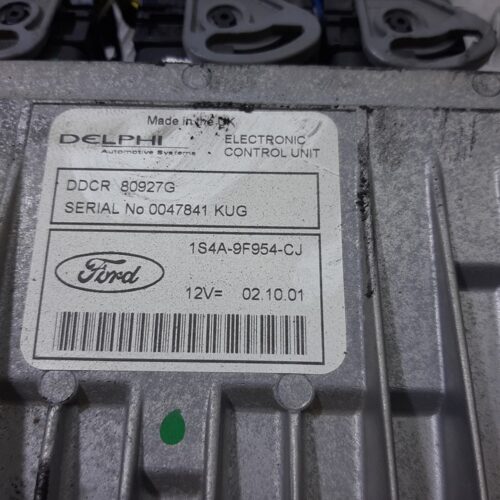 Made in the UK
DELPHI
Automotive Systems
ELECTRONIC
CONTROL UNIT
DDCR 80927G
SERIAL No 0047841 KUG
1S4A-9F954-CJ
Ford
12V= 02.10.01